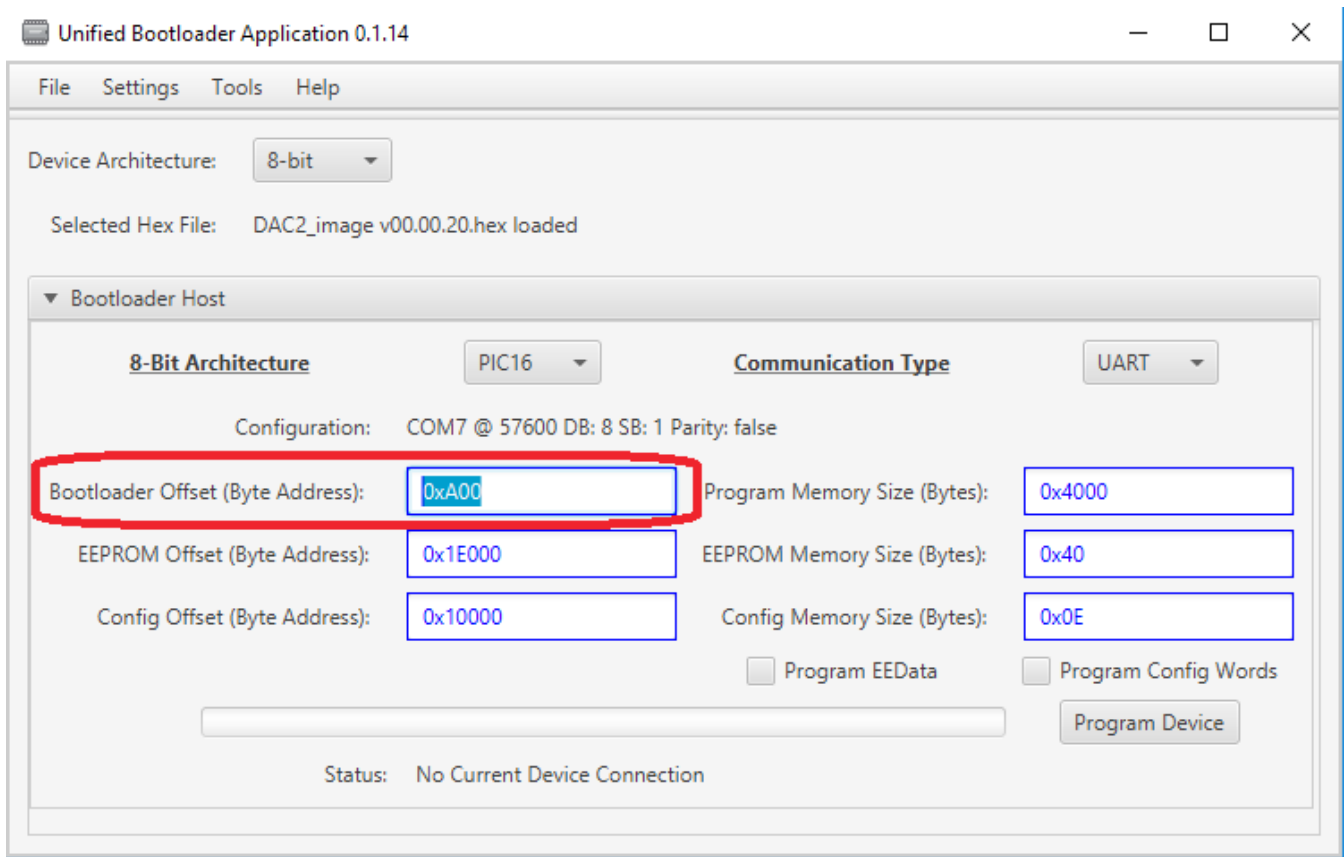 Unified Bootloader Application 0.1.14
File Settings Tools Help
Device Architecture: 8-bit
Selected Hex File: DAC2_image v00.00.20.hex loaded
Bootloader Host
8-Bit Architecture PIC16 Communication Type UART
Configuration: COM7 @ 57600 DB: 8 SB: 1 Parity: false
Bootloader Offset (Byte Address): 0xA00 Program Memory Size (Bytes): 0x4000
EEPROM Offset (Byte Address): 0x1E000 EEPROM Memory Size (Bytes): 0x40
Config Offset (Byte Address): 0x10000 Config Memory Size (Bytes): 0x0E
Program EEData Program Config Words
Program Device
Status: No Current Device Connection